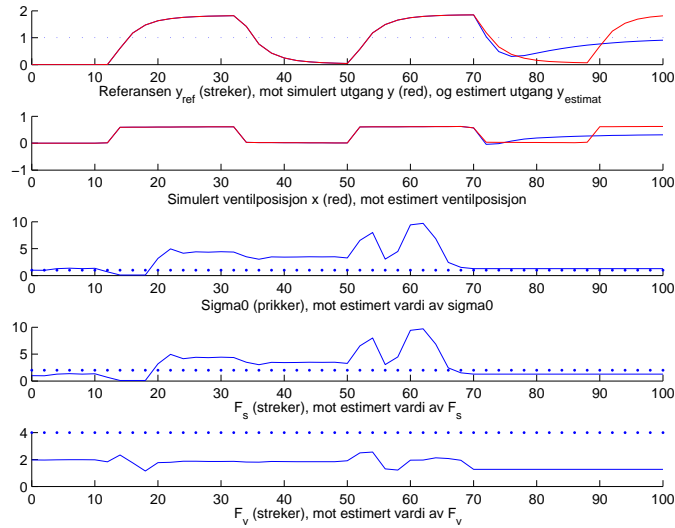 2
1
0
0 10 20 30 40 50 60 70 80 90 100
Referansen y_ref (streker), mot simulert utgang y (red), og estimert utgang y_estimat
1
0
−1
0 10 20 30 40 50 60 70 80 90 100
Simulert ventilposisjon x (red), mot estimert ventilposisjon
10
5
0
0 10 20 30 40 50 60 70 80 90 100
Sigma0 (prikker), mot estimert vardi av sigma0
10
5
0
0 10 20 30 40 50 60 70 80 90 100
F_s (streker), mot estimert vardi av F_s
4
2
0
0 10 20 30 40 50 60 70 80 90 100
F_v (streker), mot estimert vardi av F_v